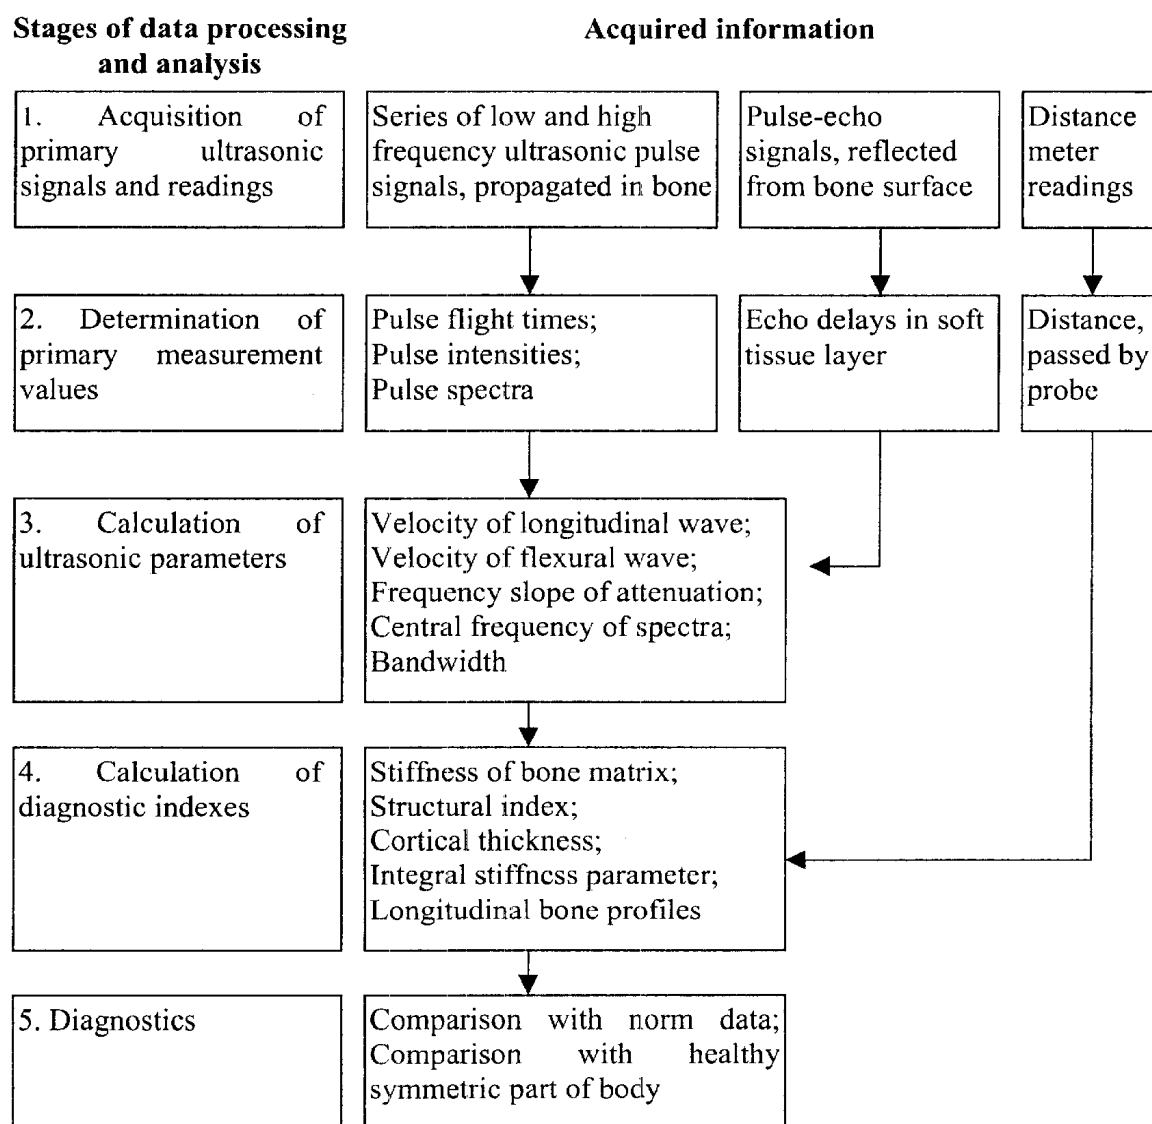 Stages of data processing
and analysis
Acquired information
1. Acquisition of
primary ultrasonic
signals and readings
Series of low and high
frequency ultrasonic pulse
signals, propagated in bone
Pulse-echo
signals, reflected
from bone surface
Distance
meter
readings
2. Determination of
primary measurement
values
Pulse flight times;
Pulse intensities;
Pulse spectra
Echo delays in soft
tissue layer
Distance,
passed by
probe
3. Calculation of
ultrasonic parameters
Velocity of longitudinal wave;
Velocity of flexural wave;
Frequency slope of attenuation;
Central frequency of spectra;
Bandwidth
4. Calculation of
diagnostic indexes
Stiffness of bone matrix;
Structural index;
Cortical thickness;
Integral stiffness parameter;
Longitudinal bone profiles
5. Diagnostics
Comparison with norm data;
Comparison with healthy
symmetric part of body